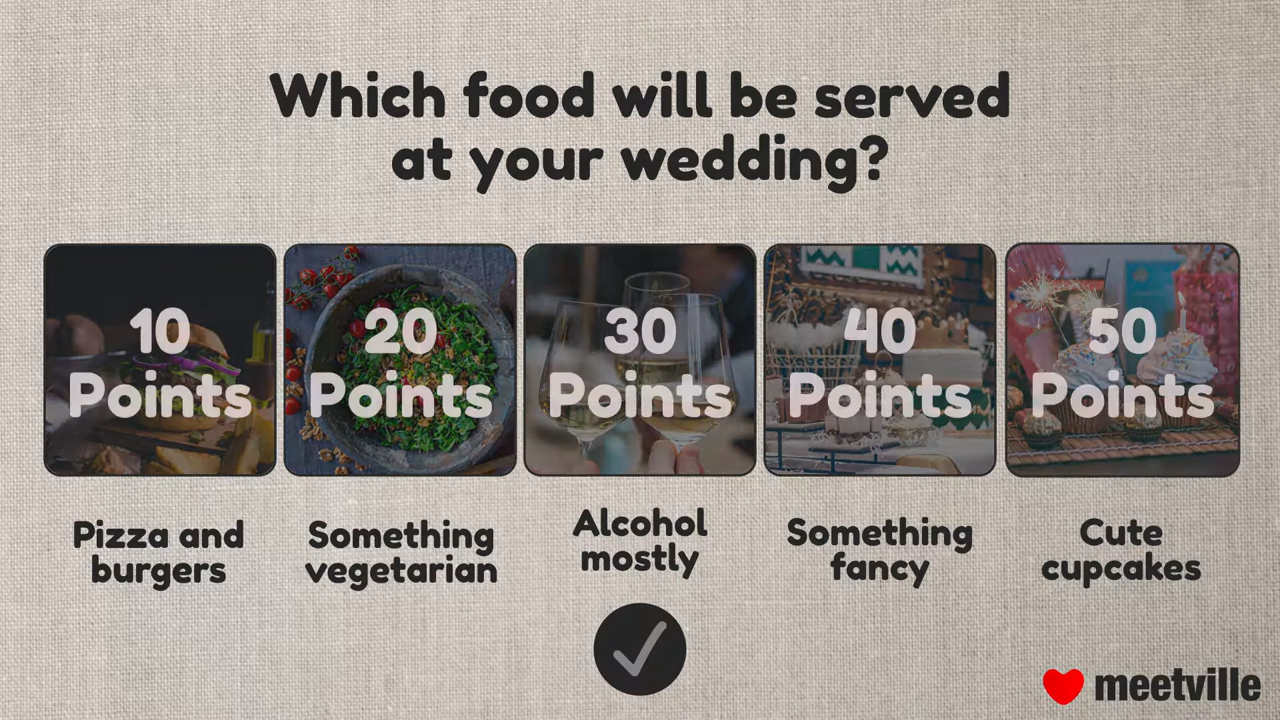 Which food will be served
at your wedding?
10
Points
20
Points
30
Points
40
Points
50
Points
Pizza and
burgers
Something
vegetarian
Alcohol
mostly
Something
fancy
Cute
cupcakes
meetville